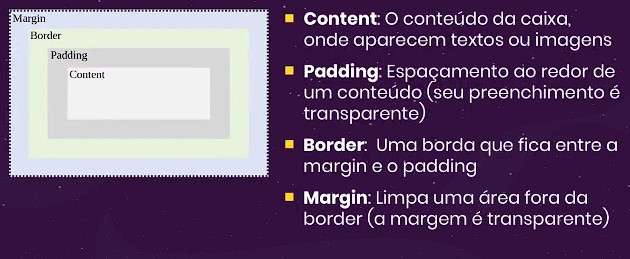 Margin
Border
Padding
Content
Content: O conteúdo da caixa,
onde aparecem textos ou imagens
Padding: Espaçamento do redor de
um conteúdo (seu preenchimento é
transparente)
Border: Uma borda que fica entre a
margin e o padding
Margin: Limpa uma área fora da
border (a margem é transparente)